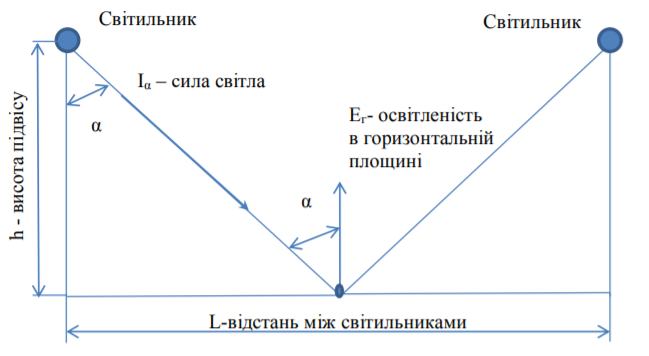 Світильник
Світильник
Iα – сила світла
Eг- освітленість
в горизонтальній
площині
α
α
h - висота підвісу
L-відстань між світильниками